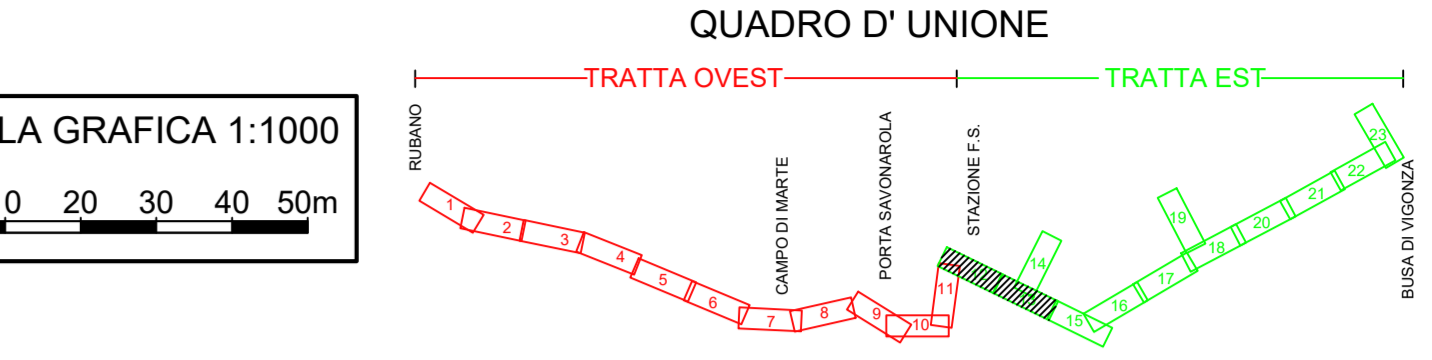 QUADRO D' UNIONE
TRATTA OVEST
TRATTA EST
LA GRAFICA 1:1000
0 20 30 40 50m
RUBANO
CAMPO DI MARTE
PORTA SAVONAROLA
STAZIONE F.S.
BUSA DI VIGONZA
1
2
3
4
5
6
7
8
9
10
11
14
15
16
17
18
19
20
21
22
23